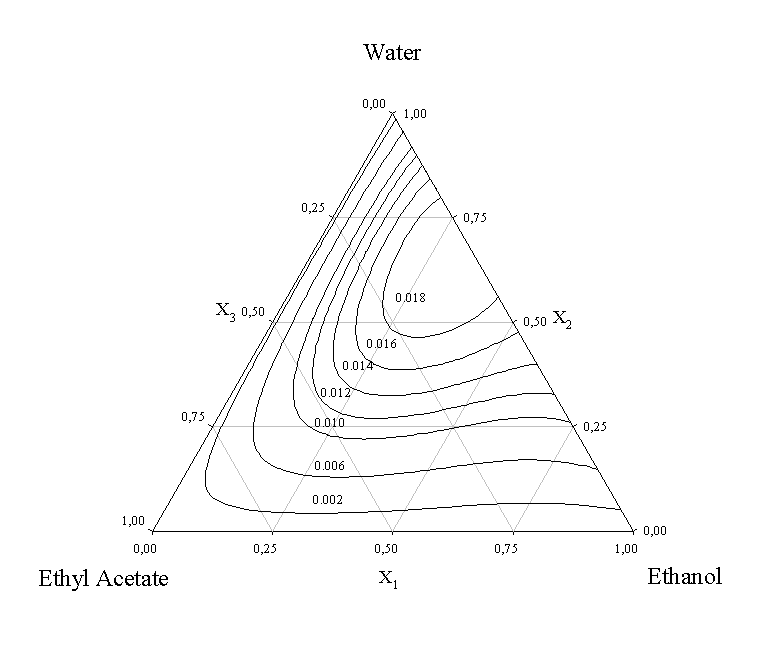 Water
0,00 1,00
0,25 0,75
0.018
X3 0,50 0,50 X2
0.016
0.014
0.012
0,75 0.010 0,25
0.006
0.002
1,00 0,00
0,00 0,25 0,50 0,75 1,00
Ethyl Acetate X1 Ethanol